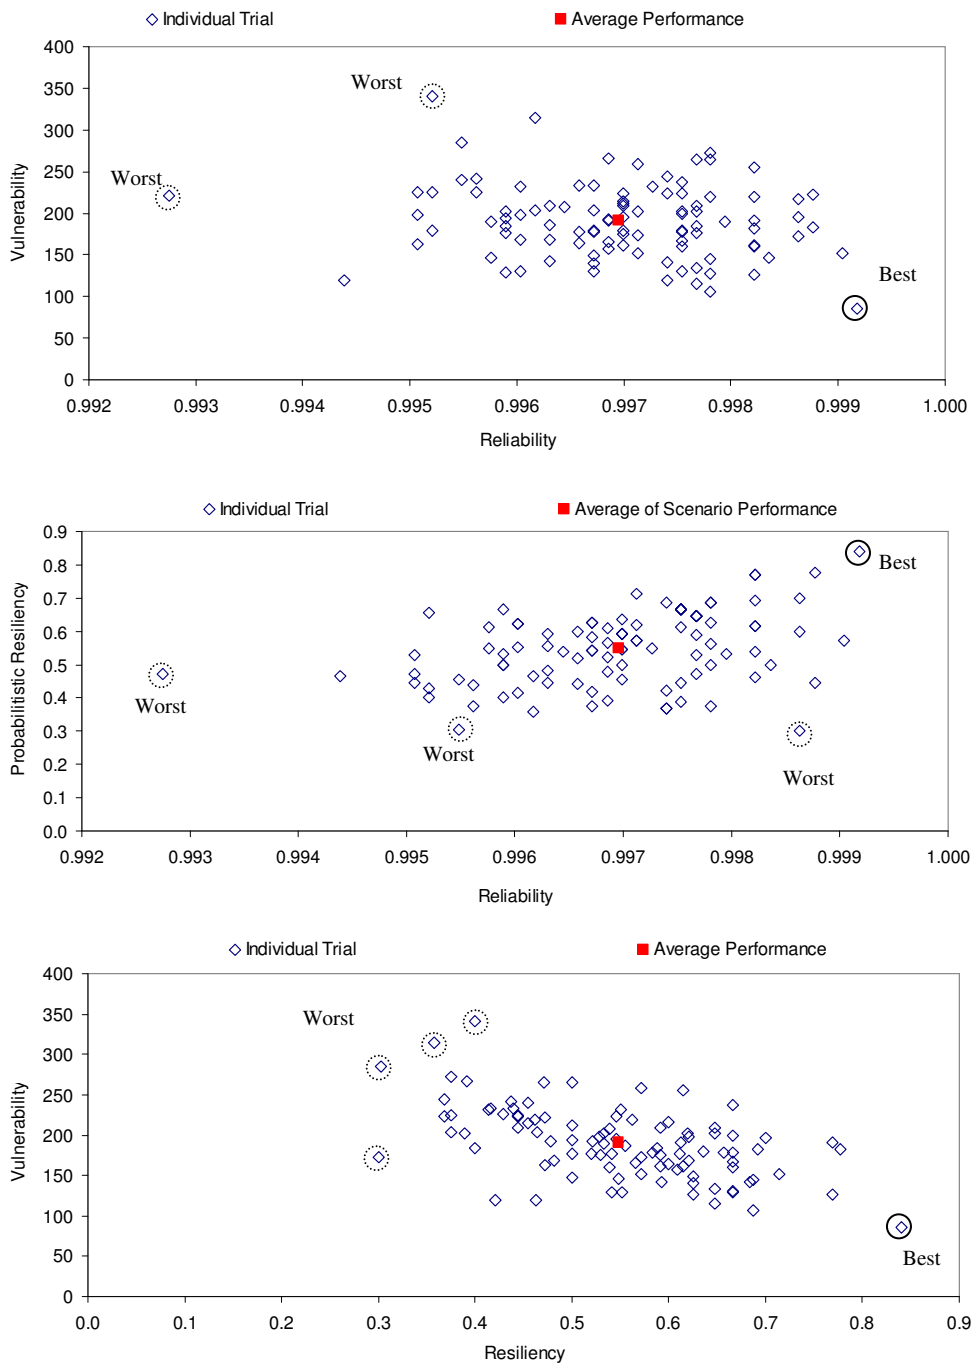 Individual Trial Average Performance
400
350
300
250
200
150
100
50
0
Vulnerability
Worst
Worst
Best
0.992 0.993 0.994 0.995 0.996 0.997 0.998 0.999 1.000
Reliability
Individual Trial Average of Scenario Performance
0.9
0.8
0.7
0.6
0.5
0.4
0.3
0.2
0.1
0.0
Probabilitistic Resiliency
Best
Worst
Worst
Worst
0.992 0.993 0.994 0.995 0.996 0.997 0.998 0.999 1.000
Reliability
Individual Trial Average Performance
400
350
300
250
200
150
100
50
0
Vulnerability
Worst
Best
0.0 0.1 0.2 0.3 0.4 0.5 0.6 0.7 0.8 0.9
Resiliency